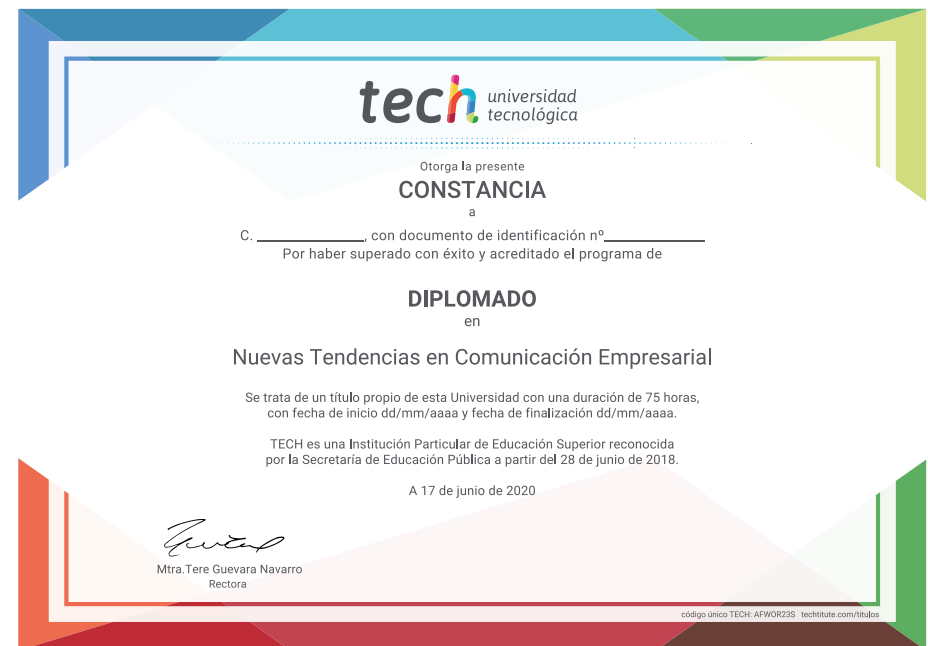 tech universidad
tecnológica
Otorga la presente
CONSTANCIA
a
C. ______________, con documento de identificación nº_____________
Por haber superado con éxito y acreditado el programa de
DIPLOMADO
en
Nuevas Tendencias en Comunicación Empresarial
Se trata de un título propio de esta Universidad con una duración de 75 horas,
con fecha de inicio dd/mm/aaaa y fecha de finalización dd/mm/aaaa.
TECH es una Institución Particular de Educación Superior reconocida
por la Secretaría de Educación Pública a partir del 28 de junio de 2018.
A 17 de junio de 2020
Mtra.Tere Guevara Navarro
Rectora
código único TECH: AFWOR23S techtitute.com/titulos